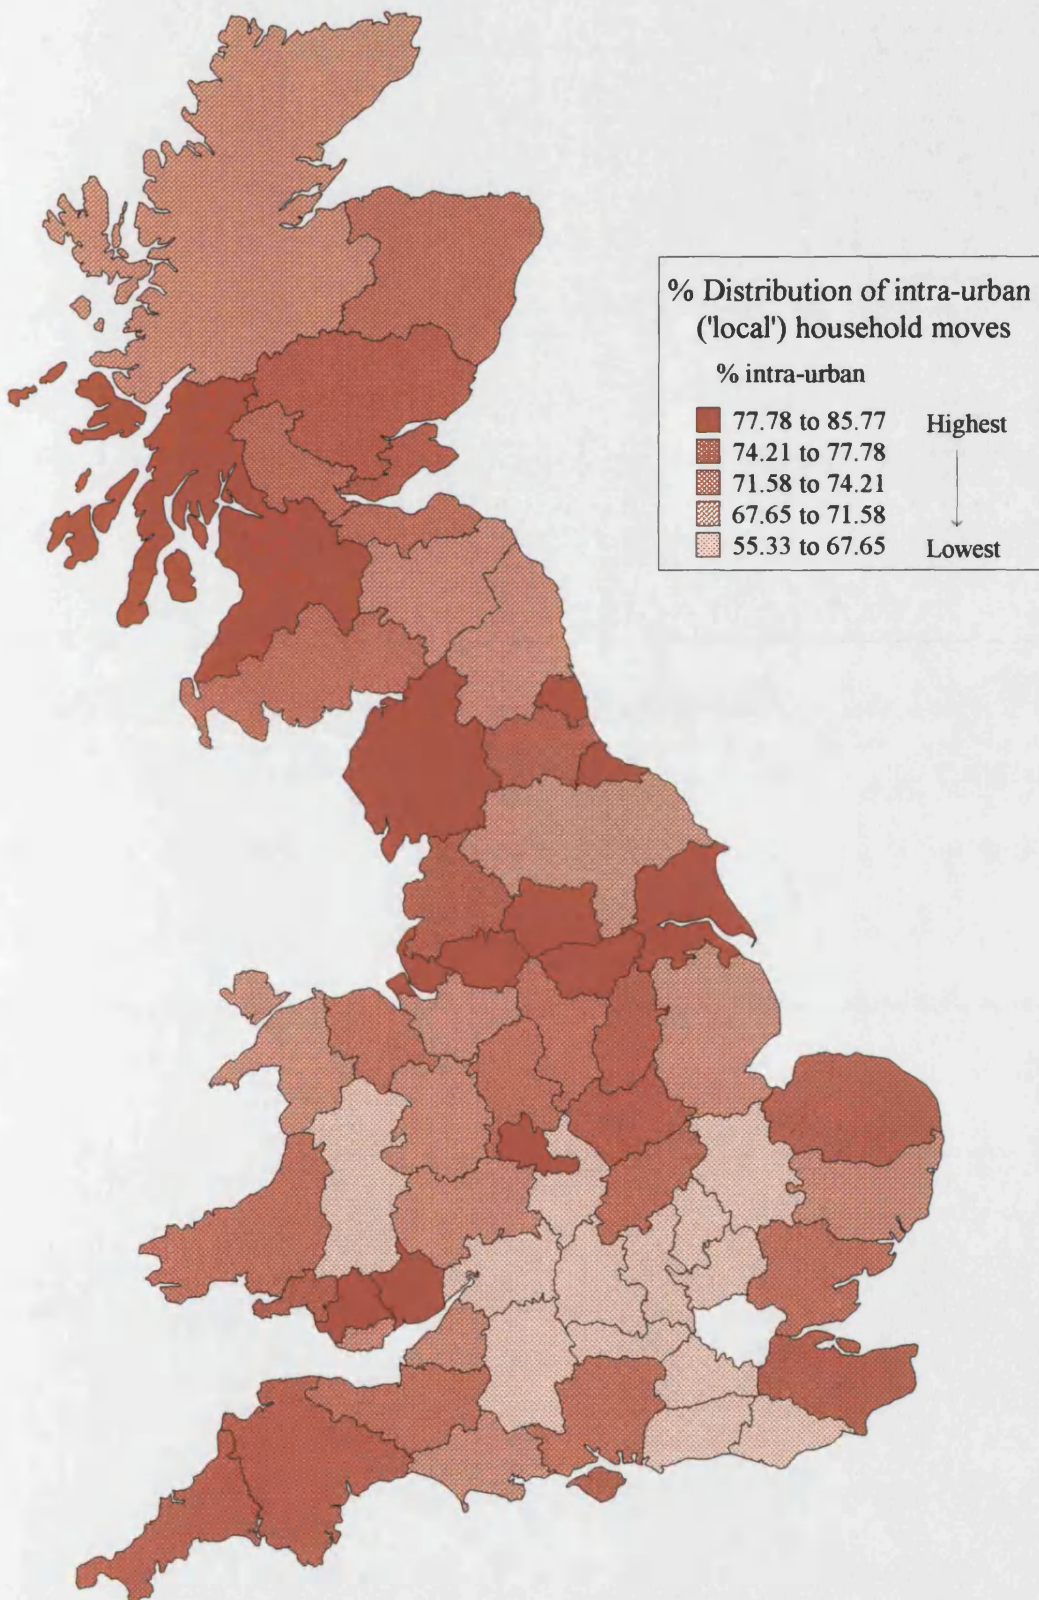 % Distribution of intra-urban
('local') household moves
% intra-urban
77.78 to 85.77 Highest
74.21 to 77.78
71.58 to 74.21
67.65 to 71.58
55.33 to 67.65 Lowest